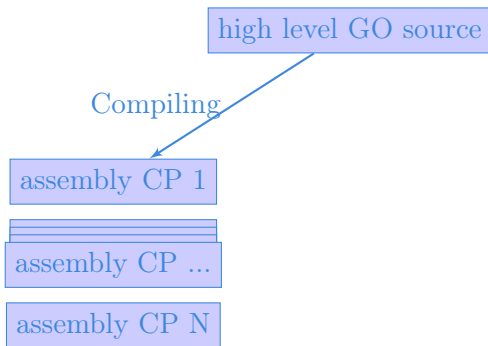 high level GO source
Compiling
assembly CP 1
assembly CP ...
assembly CP N